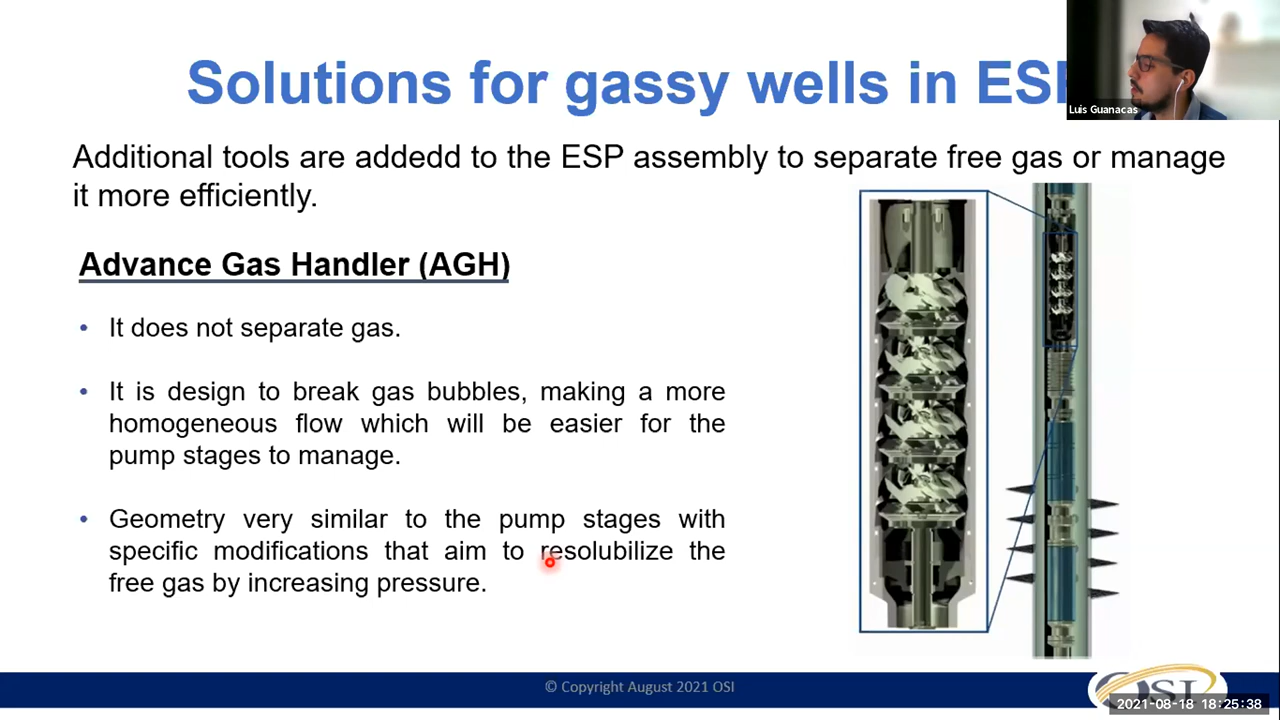 Solutions for gassy wells in ESP
Luis Guanacas
Additional tools are addedd to the ESP assembly to separate free gas or manage
it more efficiently.
Advance Gas Handler (AGH)
• It does not separate gas.
• It is design to break gas bubbles, making a more
homogeneous flow which will be easier for the
pump stages to manage.
• Geometry very similar to the pump stages with
specific modifications that aim to resolubilize the
free gas by increasing pressure.
© Copyright August 2021 OSI
OSI
2021-08-18 18:25:38